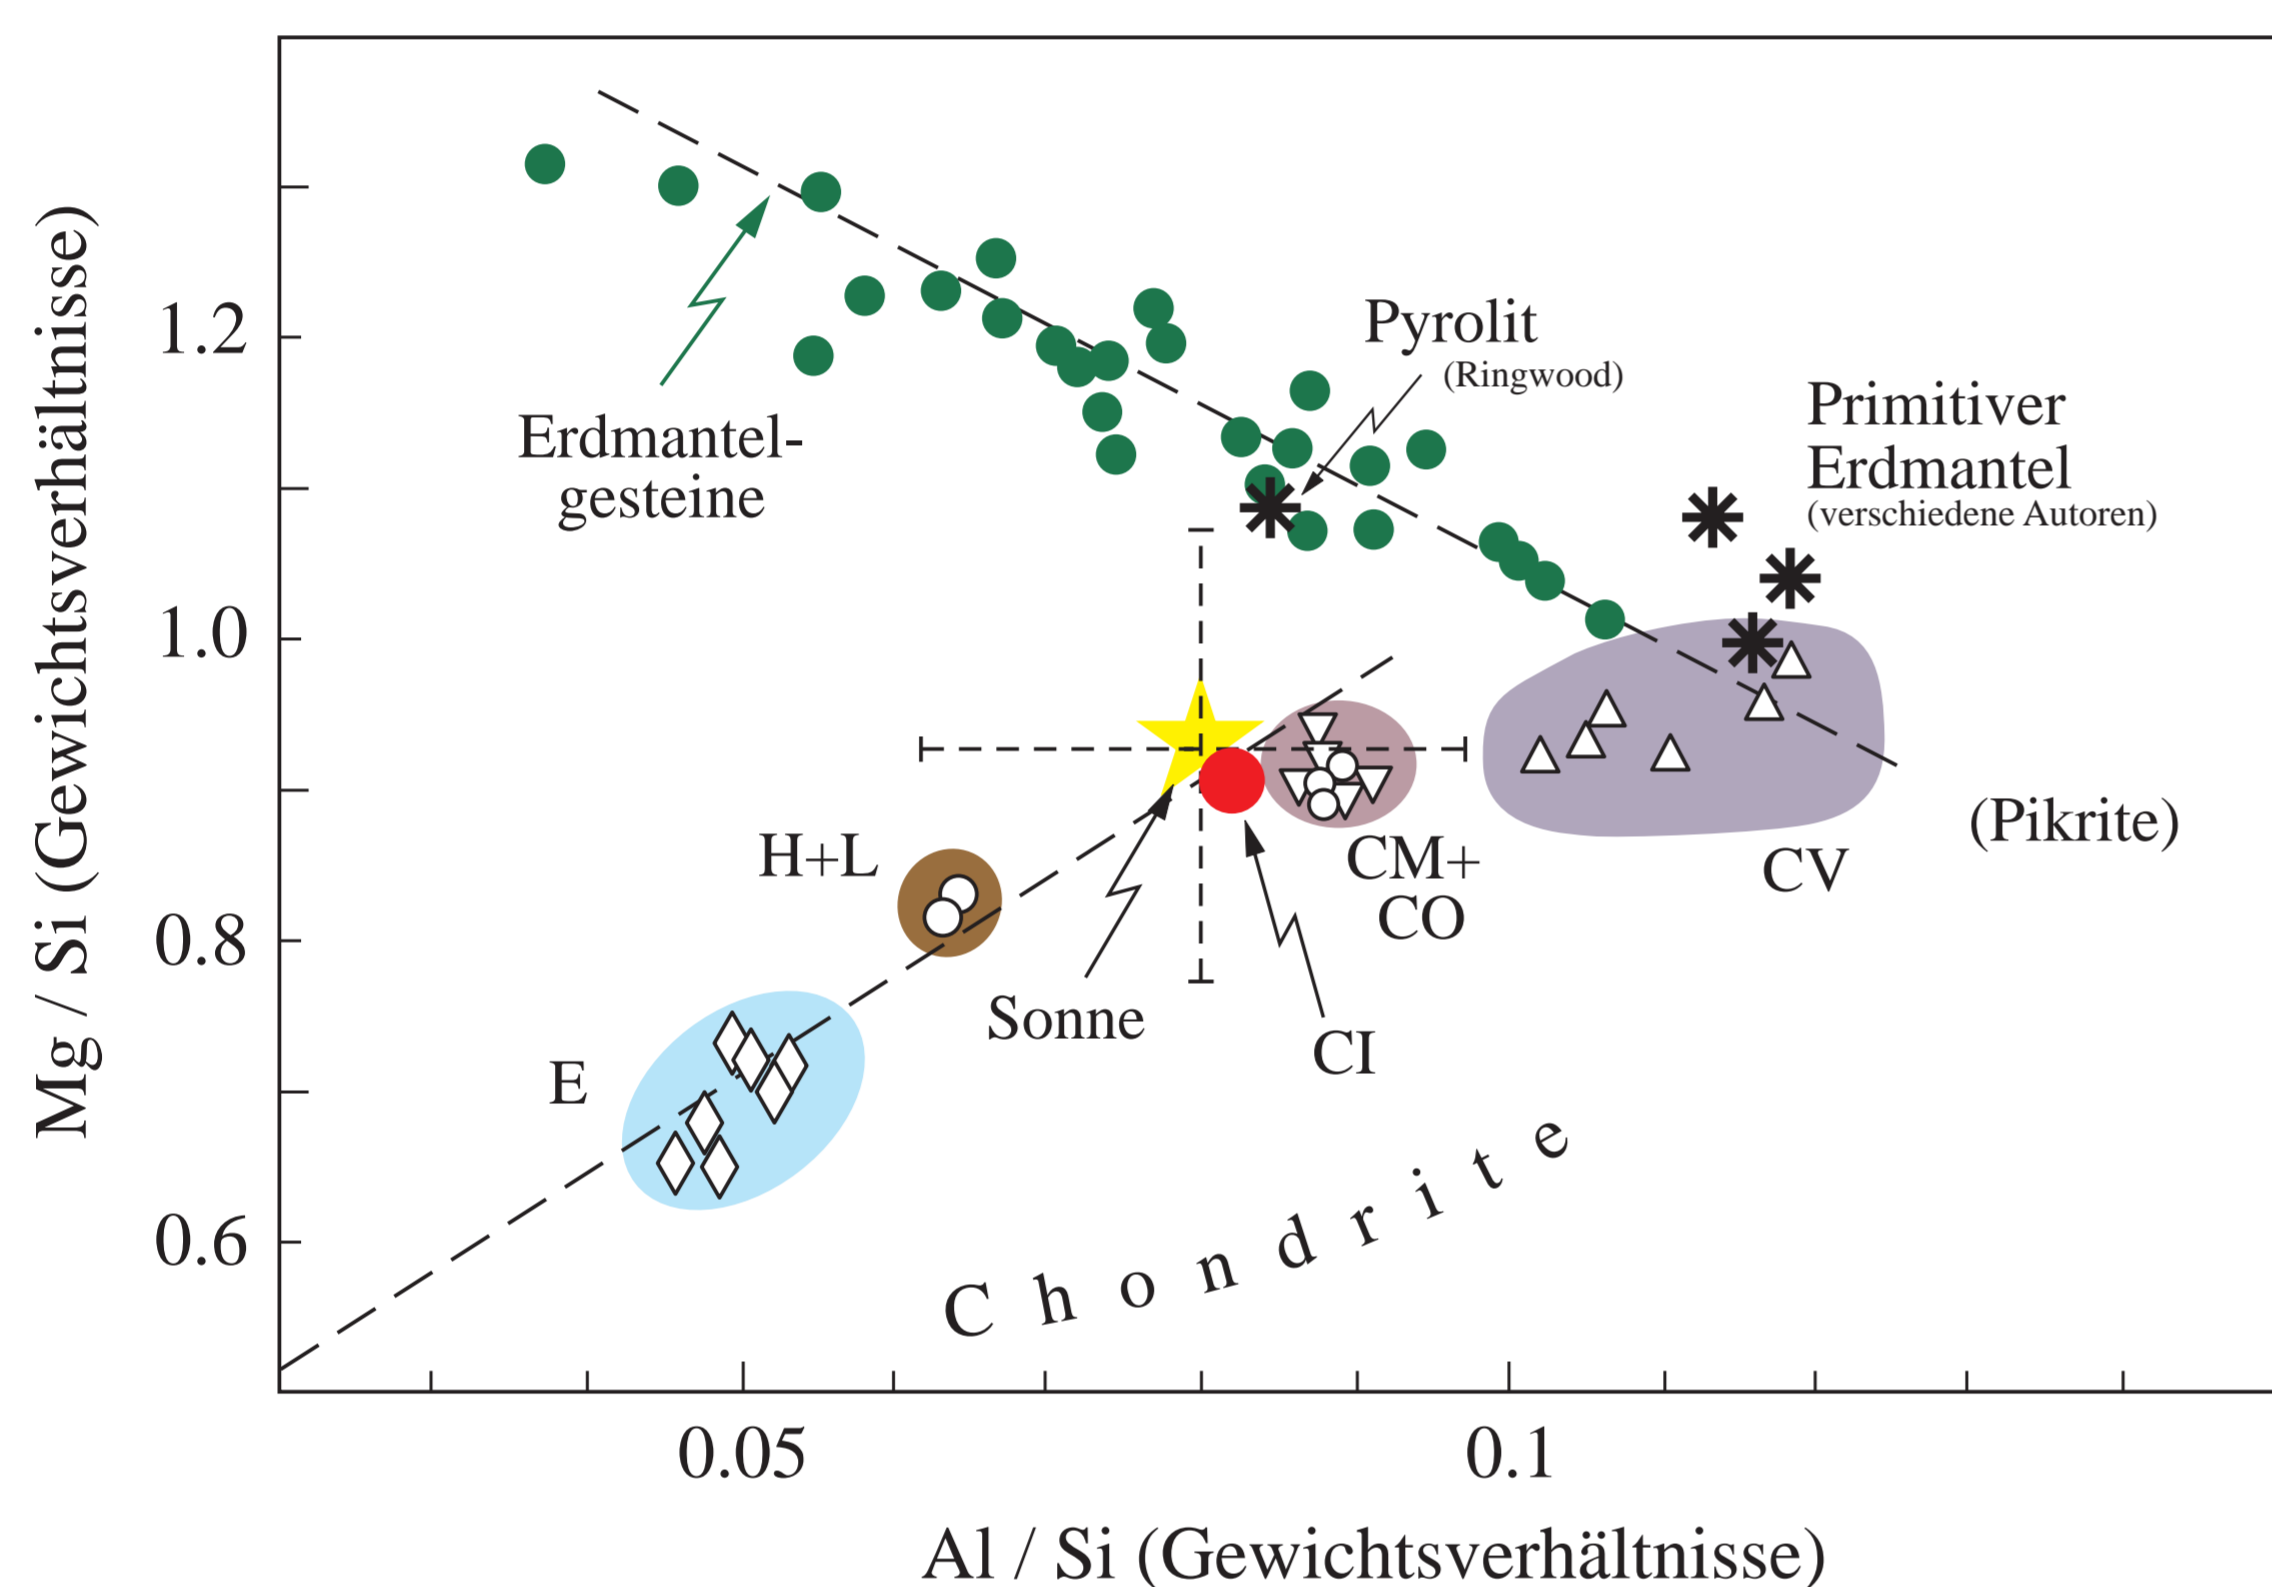 Mg / Si (Gewichtsverhältnisse)
1.2
1.0
0.8
0.6
Erdmantel-
gesteine
Pyrolit
(Ringwood)
Primitiver
Erdmantel
(verschiedene Autoren)
(Pikrite)
CV
CM+
CO
H+L
Sonne
CI
E
Chondrite
0.05
0.1
Al / Si (Gewichtsverhältnisse)